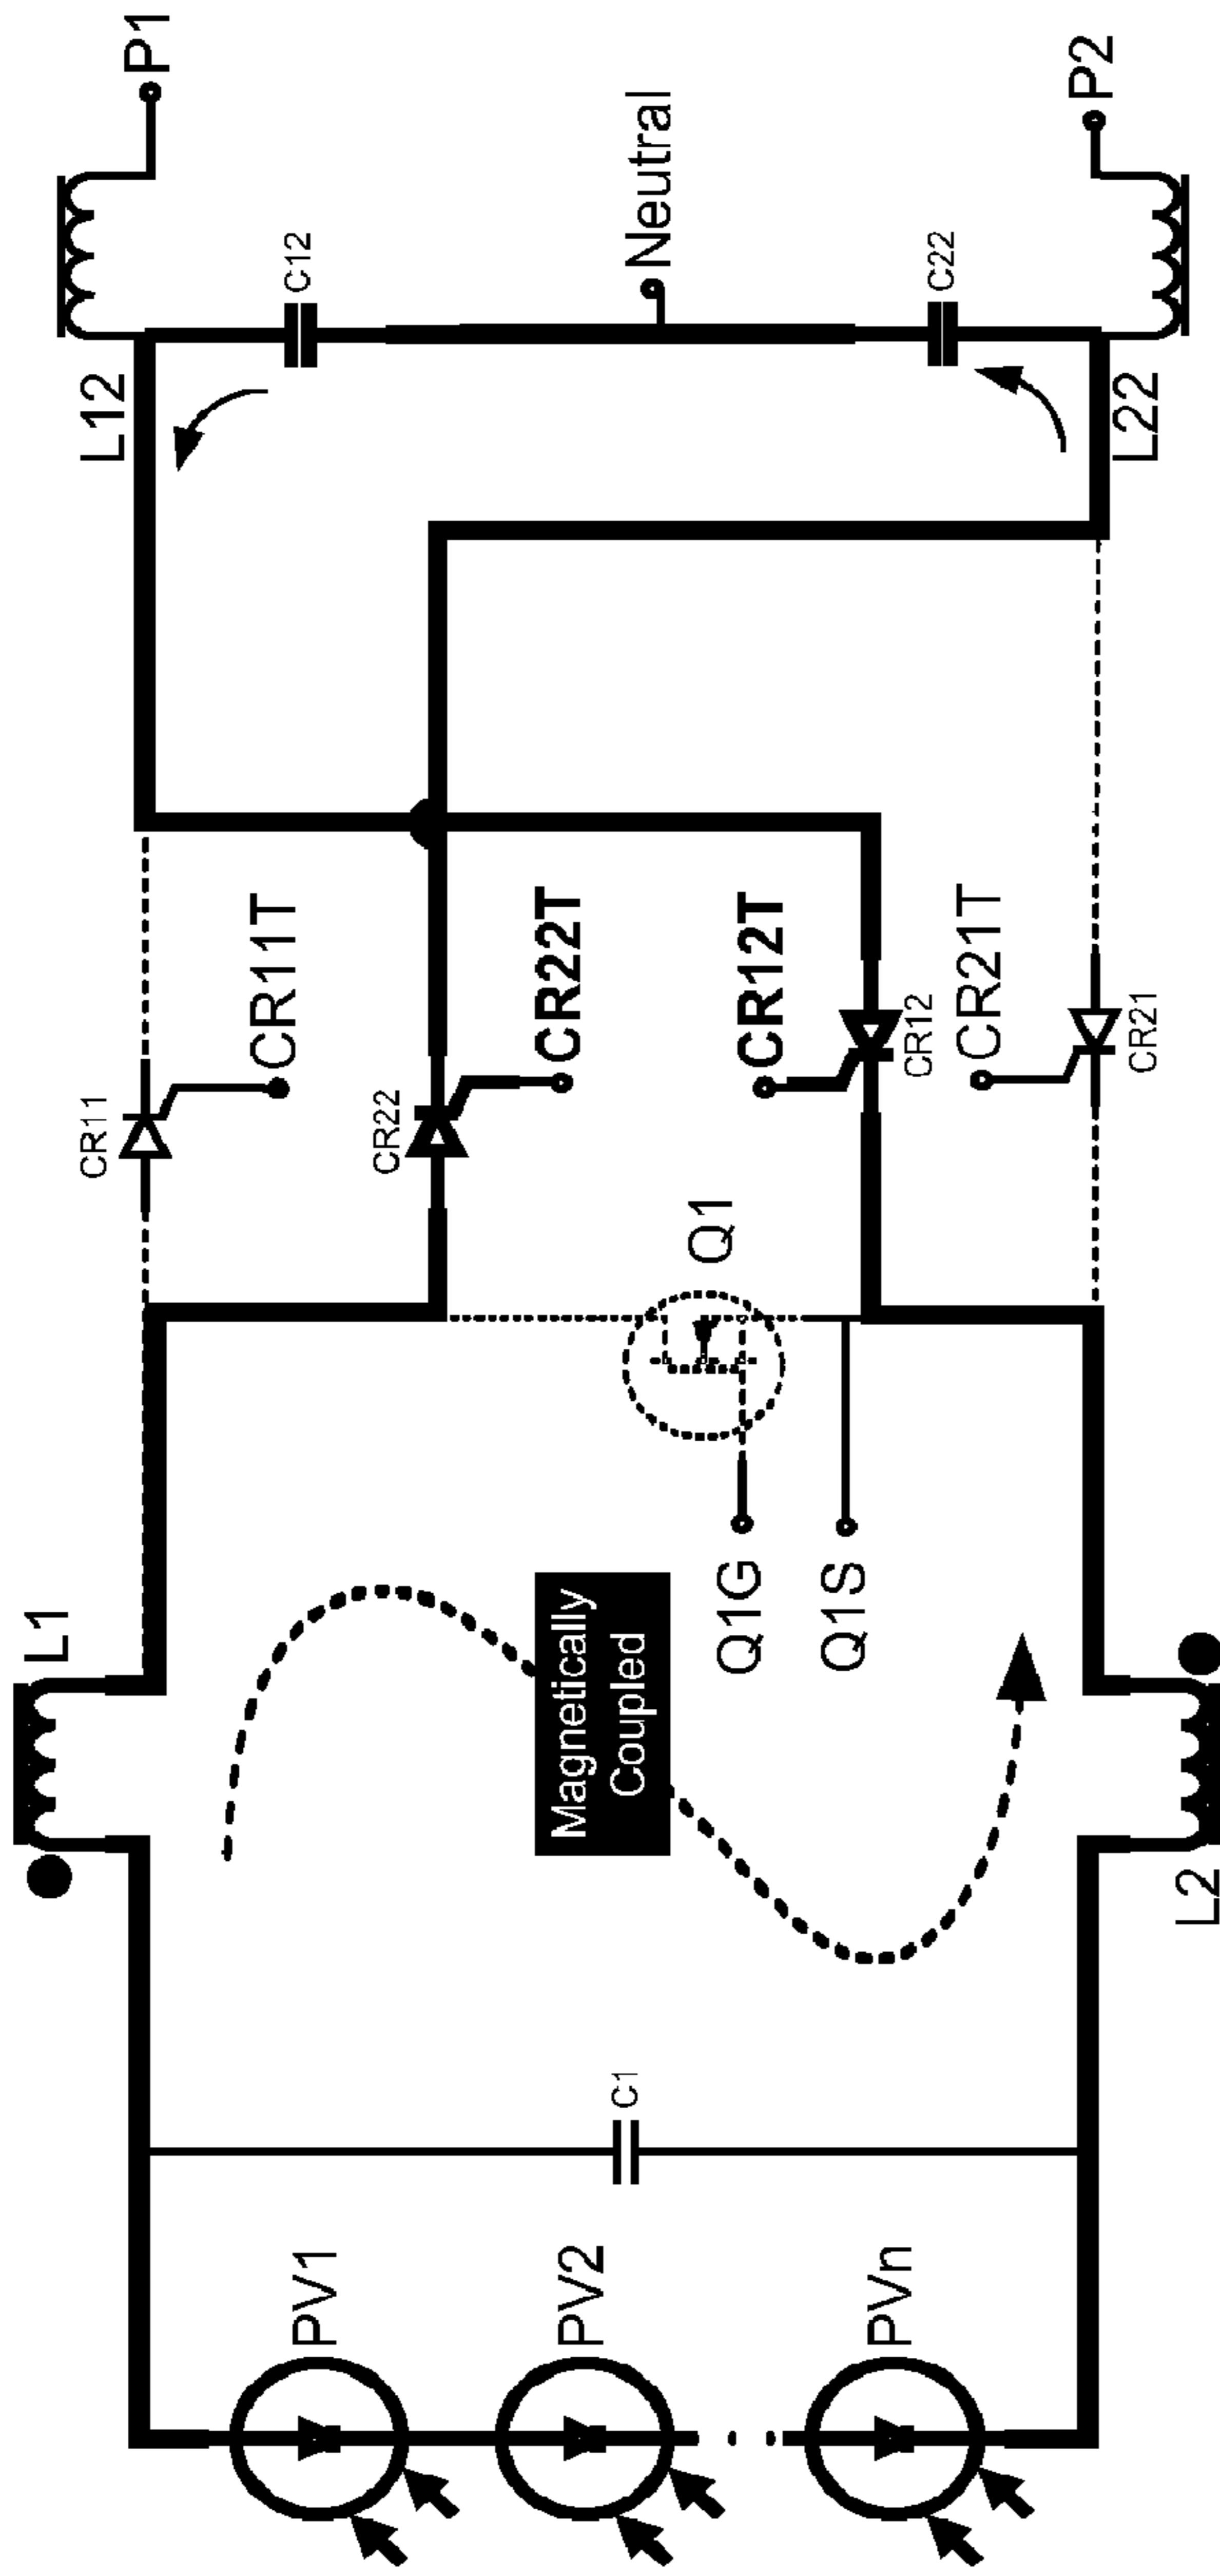 P1
P2
Neutral
C12
C22
L12
L22
CR11T
CR22T
CR12T
CR21T
CR11
CR22
CR12
CR21
Q1
Q1G
Q1S
L1
L2
Magnetically
Coupled
C1
PV1
PV2
PVn